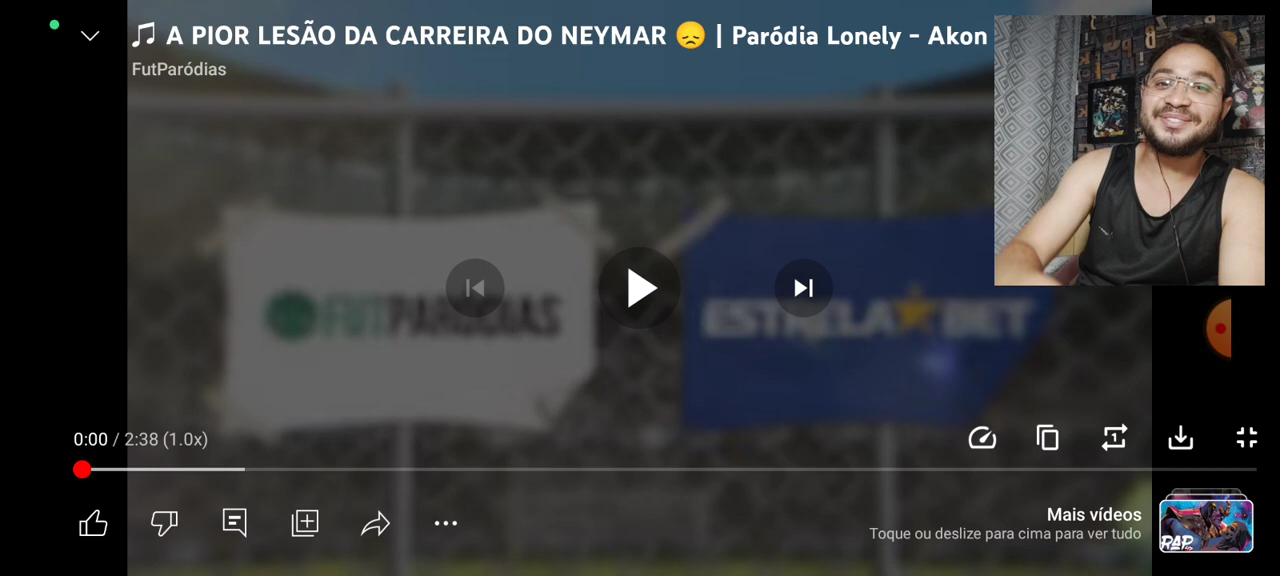 🎵 A PIOR LESÃO DA CARREIRA DO NEYMAR 😞 | Paródia Lonely - Akon
FutParódias
FUTPARÓDIAS
ESTRELA BET
0:00 / 2:38 (1.0x)
1
Mais vídeos
Toque ou deslize para cima para ver tudo
RAP